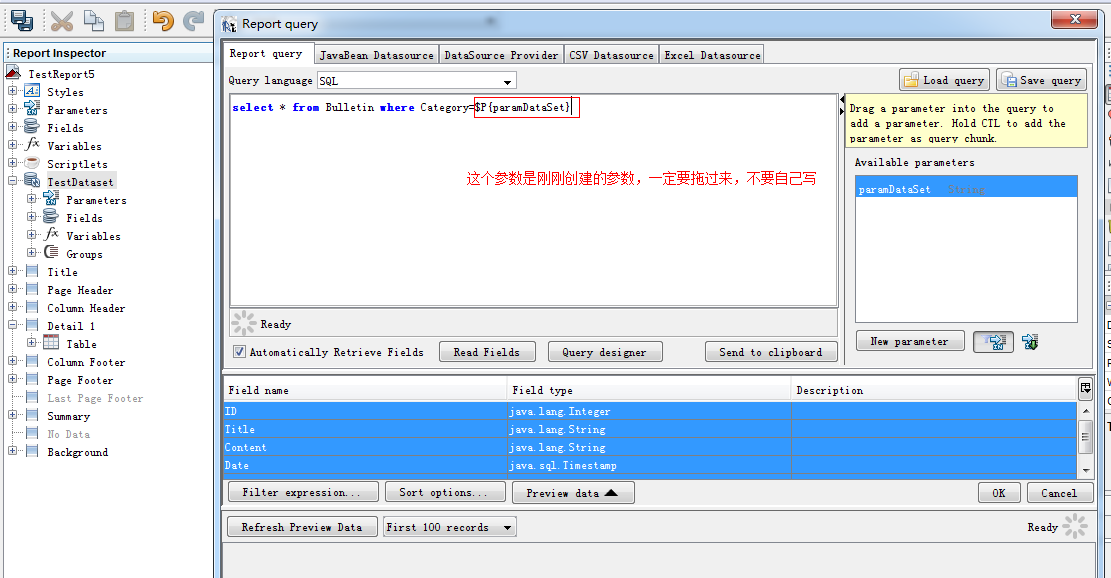 Report query
Report Inspector
TestReport5
Styles
Parameters
Fields
Variables
Scriptlets
TestDataset
Parameters
Fields
Variables
Groups
Title
Page Header
Column Header
Detail 1
Table
Column Footer
Page Footer
Last Page Footer
Summary
No Data
Background
Report query JavaBean Datasource DataSource Provider CSV Datasource Excel Datasource
Query language SQL Load query Save query
select * from Bulletin where Category=$P{paramDataSet}
Drag a parameter into the query to
add a parameter. Hold CTL to add the
parameter as query chunk.
Available parameters
paramDataSet String
这个参数是刚刚创建的参数，一定要拖过来，不要自己写
Ready
New parameter
Automatically Retrieve Fields Read Fields Query designer Send to clipboard
Field name Field type Description
ID java.lang.Integer
Title java.lang.String
Content java.lang.String
Date java.sql.Timestamp
Filter expression... Sort options... Preview data OK Cancel
Refresh Preview Data First 100 records Ready